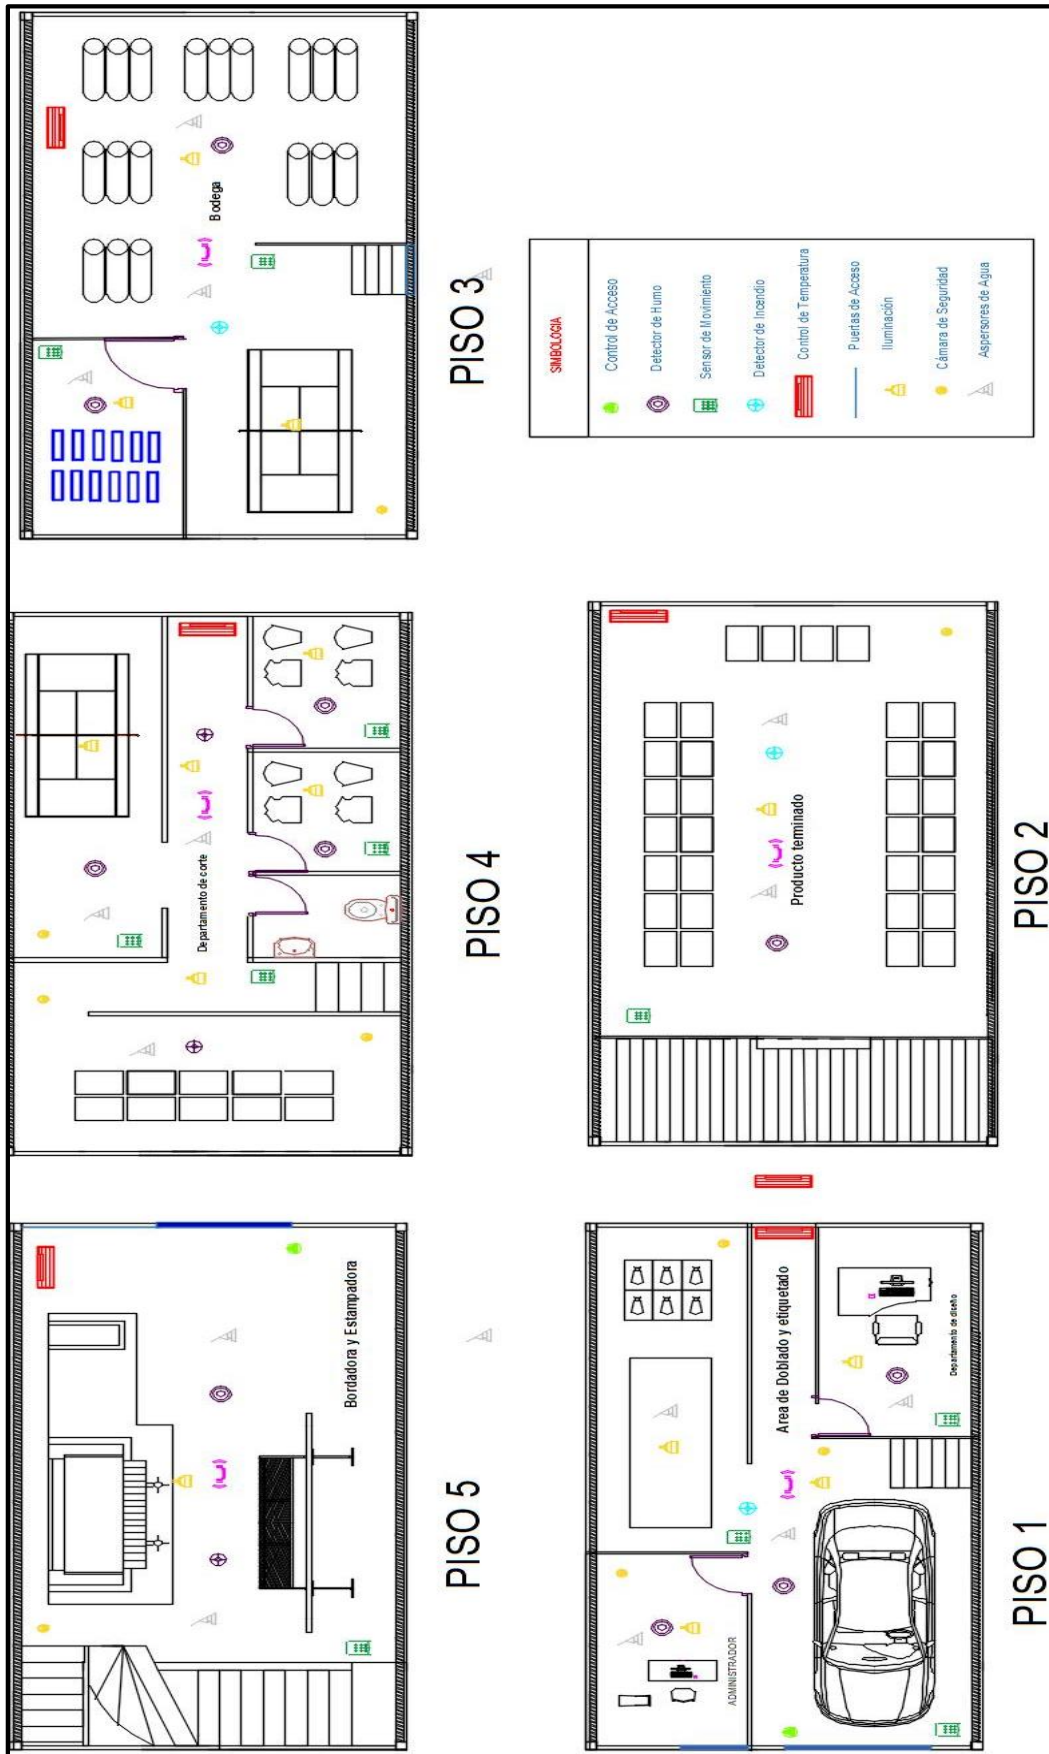 Bodega
PISO 3
SIMBOLOGIA
Control de Acceso
Detector de Humo
Sensor de Movimiento
Detector de Incendio
Control de Temperatura
Puertas de Acceso
Iluminación
Cámara de Seguridad
Aspersores de Agua
Departamento de corte
PISO 4
Producto terminado
PISO 2
Bordadora y Estampadora
PISO 5
Area de Doblado y etiquetado
Departamento de diseño
ADMINISTRADOR
PISO 1